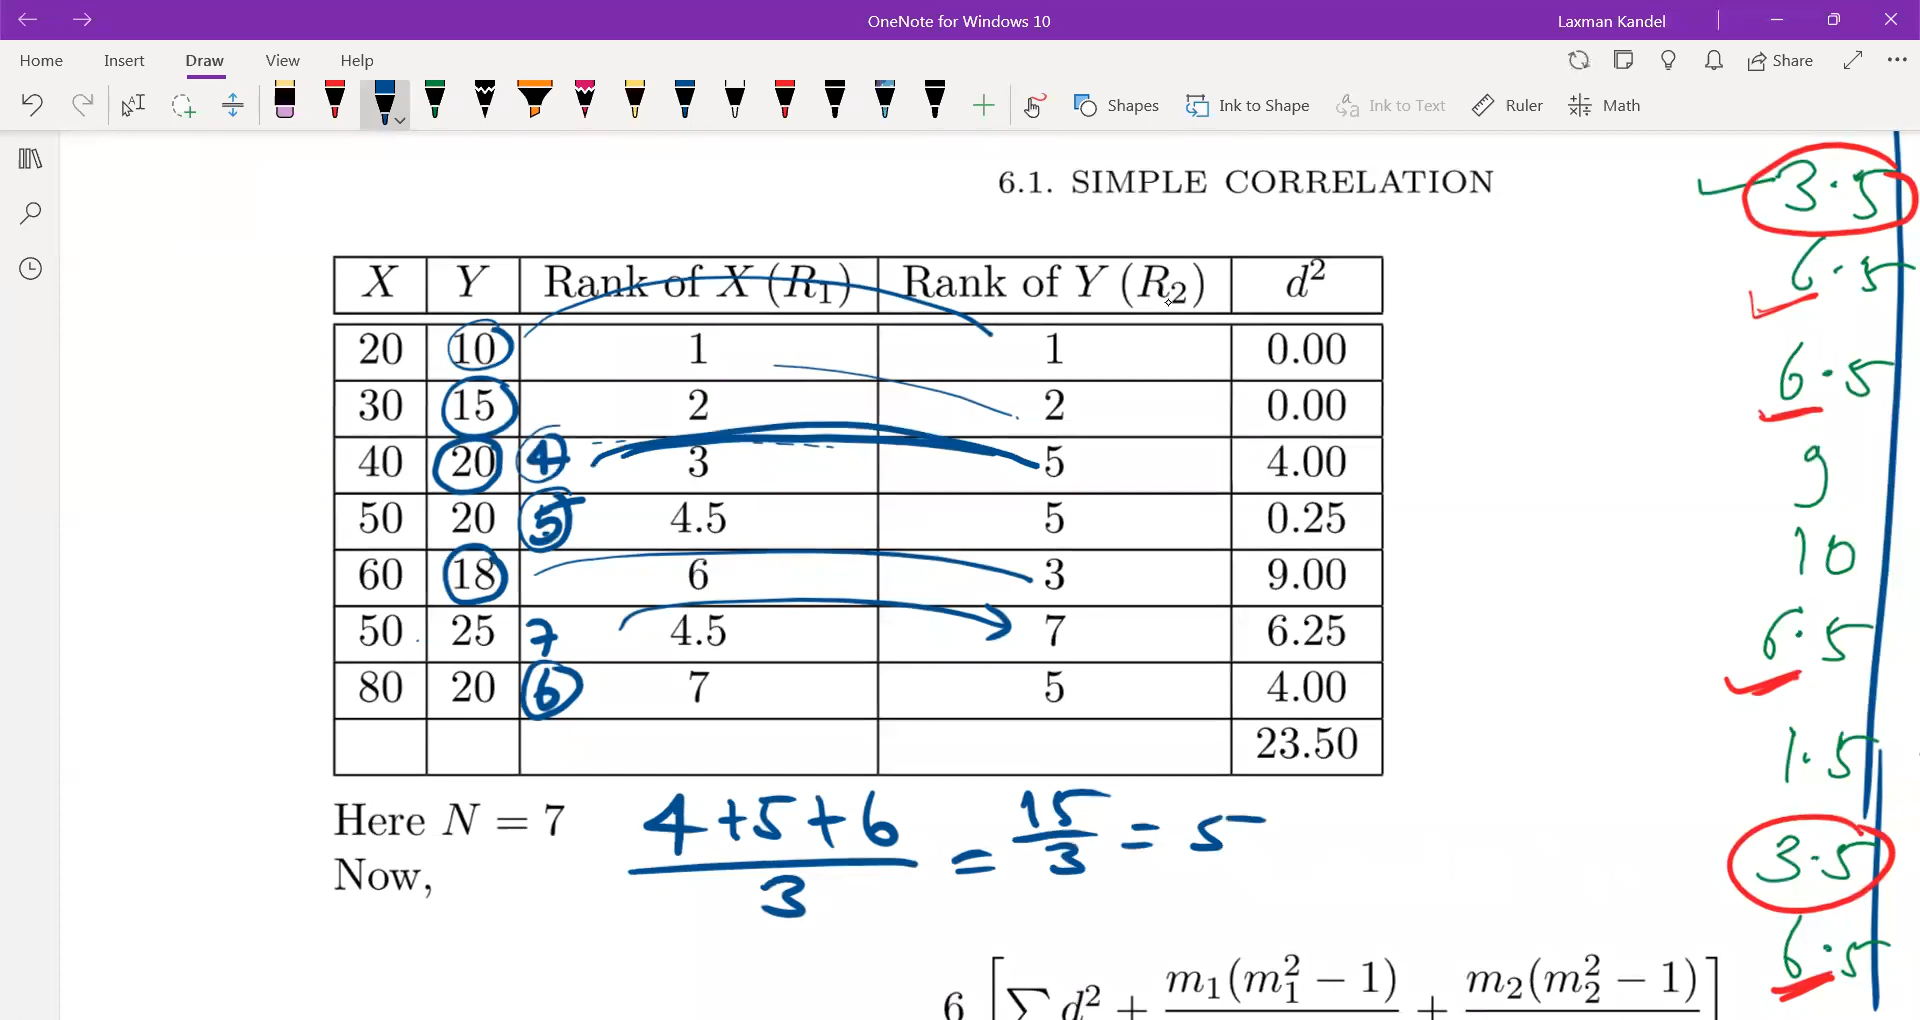 OneNote for Windows 10
Laxman Kandel
Home Insert Draw View Help
Share
Shapes Ink to Shape Ink to Text Ruler Math
6.1. SIMPLE CORRELATION
X Y Rank of X (R₁) Rank of Y (R₂) d²
20 10 1 1 0.00
30 15 2 2 0.00
40 20 4 3 5 4.00
50 20 5 4.5 5 0.25
60 18 6 3 9.00
50 25 7 4.5 7 6.25
80 20 6 7 5 4.00
23.50
Here N = 7
Now,
4+5+6
3
= 15/3 = 5
6 [ ∑ d² + m₁(m₁² − 1) + m₂(m₂² − 1) ]
3.5
6.5
6.5
9
10
6.5
1.5
3.5
6.5